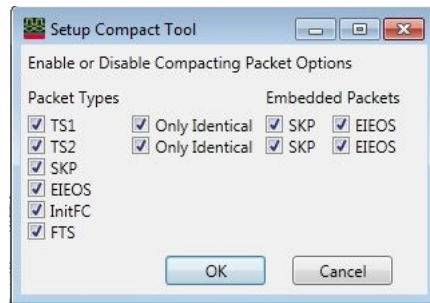 Setup Compact Tool
Enable or Disable Compacting Packet Options
Packet Types Embedded Packets
TS1 Only Identical SKP EIEOS
TS2 Only Identical SKP EIEOS
SKP
EIEOS
InitFC
FTS
OK Cancel